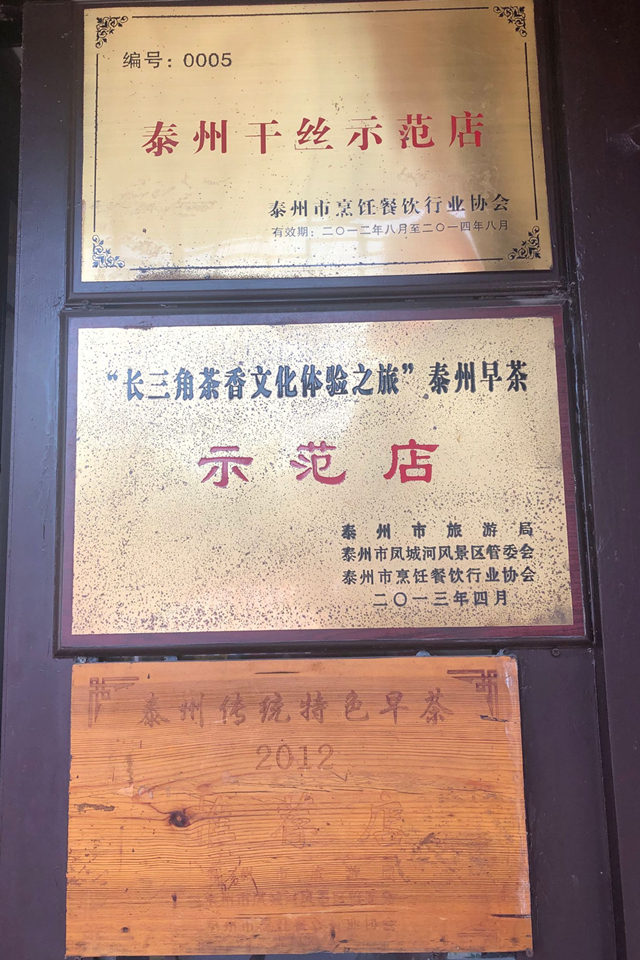 编号：0005
泰州干丝示范店
泰州市烹饪餐饮行业协会
有效期：二〇一二年八月至二〇一四年八月
“长三角茶香文化体验之旅”泰州早茶
示范店
泰州市旅游局
泰州市凤城河风景区管委会
泰州市烹饪餐饮行业协会
二〇一三年四月
泰州传统特色早茶
2012
推荐店